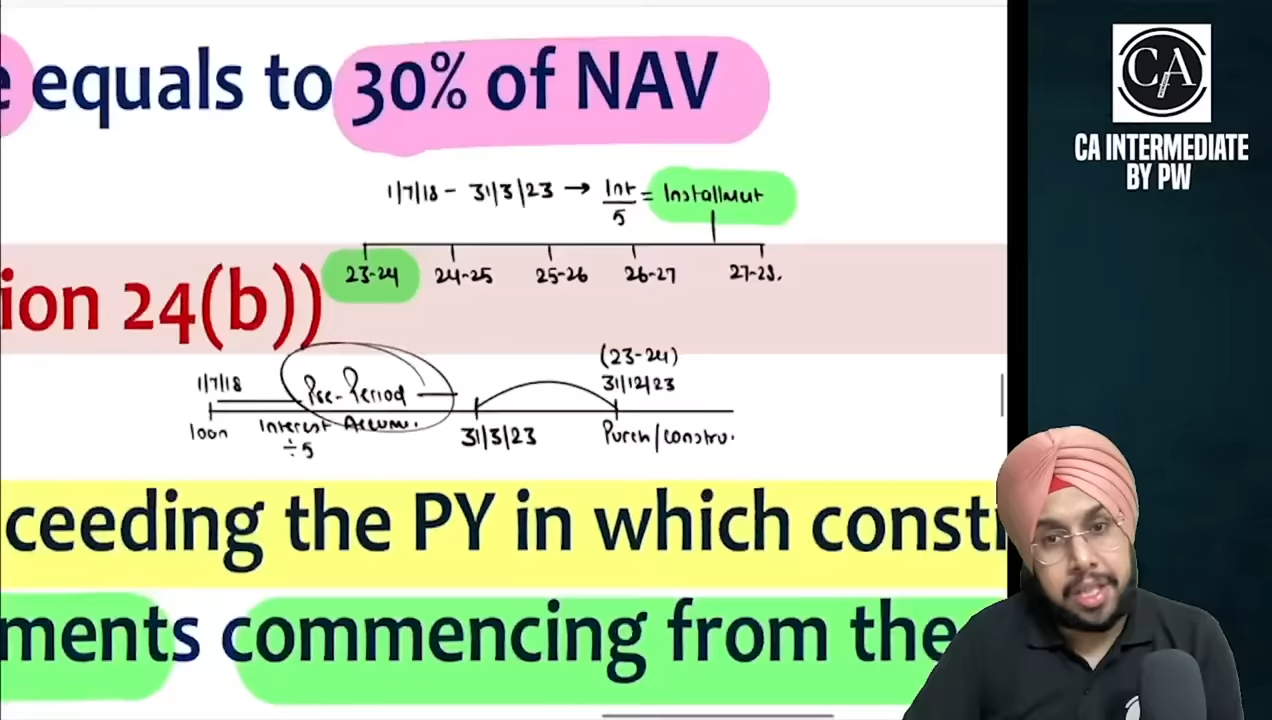 equals to 30% of NAV
CA
CA INTERMEDIATE
BY PW
1/7/18 - 31/3/23 → Int/5 = Installment
23-24 24-25 25-26 26-27 27-28.
ion 24(b))
(23-24)
1/7/18 Pre-Period 31/12/23
loan Interest Accum. 31/3/23 Purch/constru.
÷5
ceeding the PY in which consti
ments commencing from the